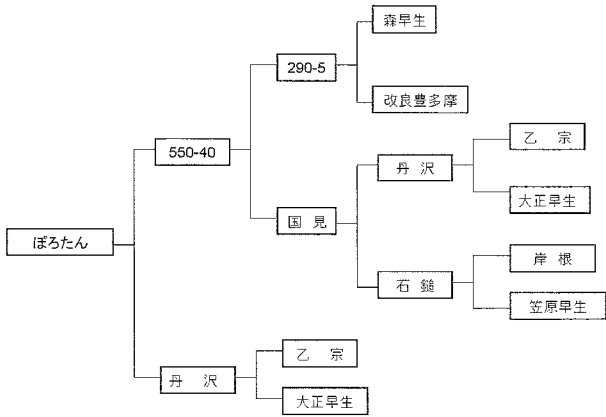 森早生
290-5
改良豊多摩
乙 宗
550-40
丹 沢
大正早生
国 見
ぽろたん
岸 根
石 鎚
笠原早生
乙 宗
丹 沢
大正早生